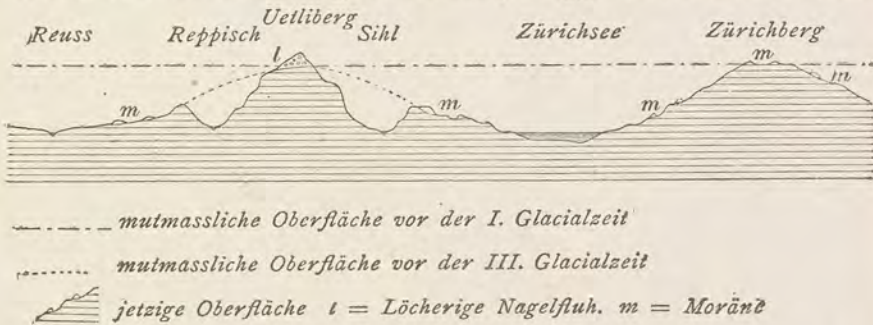 Reuss Reppisch Uetliberg Sihl Zürichsee Zürichberg
l m m m m m
mutmassliche Oberfläche vor der I. Glacialzeit
mutmassliche Oberfläche vor der III. Glacialzeit
jetzige Oberfläche l = Löcherige Nagelfluh. m = Moräne